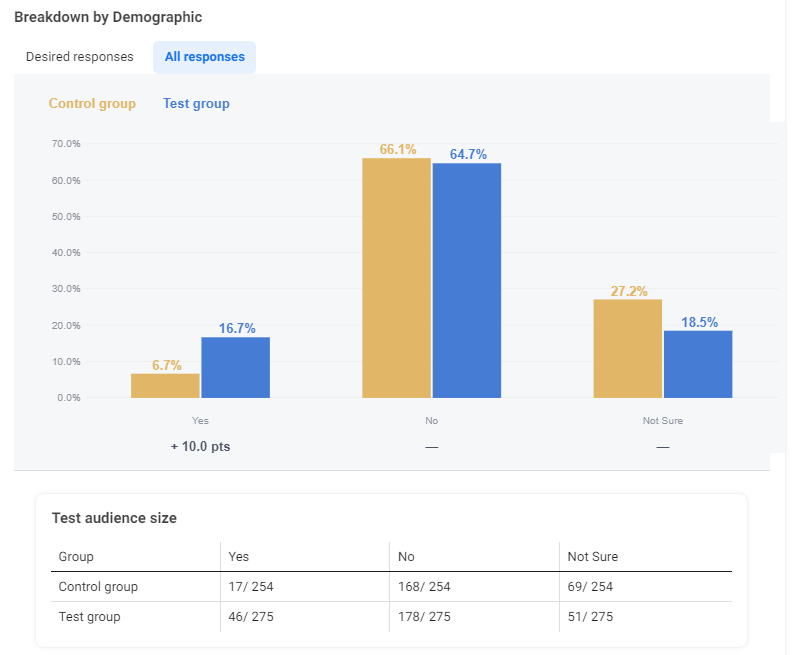 Breakdown by Demographic
Desired responses All responses
Control group Test group
70.0%
60.0%
50.0%
40.0%
30.0%
20.0%
10.0%
0.0%
6.7% 16.7% 66.1% 64.7% 27.2% 18.5%
Yes No Not Sure
+ 10.0 pts — —
Test audience size
Group Yes No Not Sure
Control group 17/ 254 168/ 254 69/ 254
Test group 46/ 275 178/ 275 51/ 275